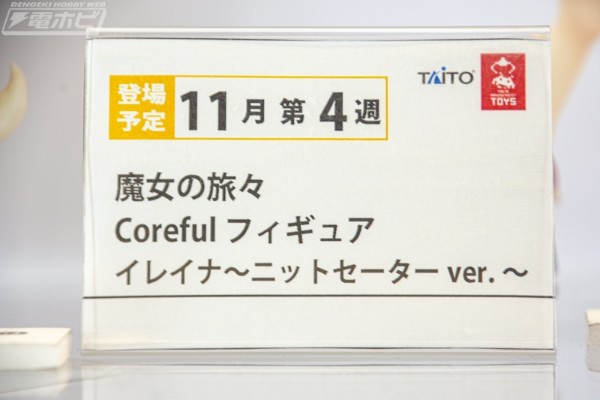 DENGEKI HOBBY WEB
電ホビ
TAITO
TOYS
登場
予定
11月 第4週
魔女の旅々
Coreful フィギュア
イレイナ～ニットセーター ver. ～